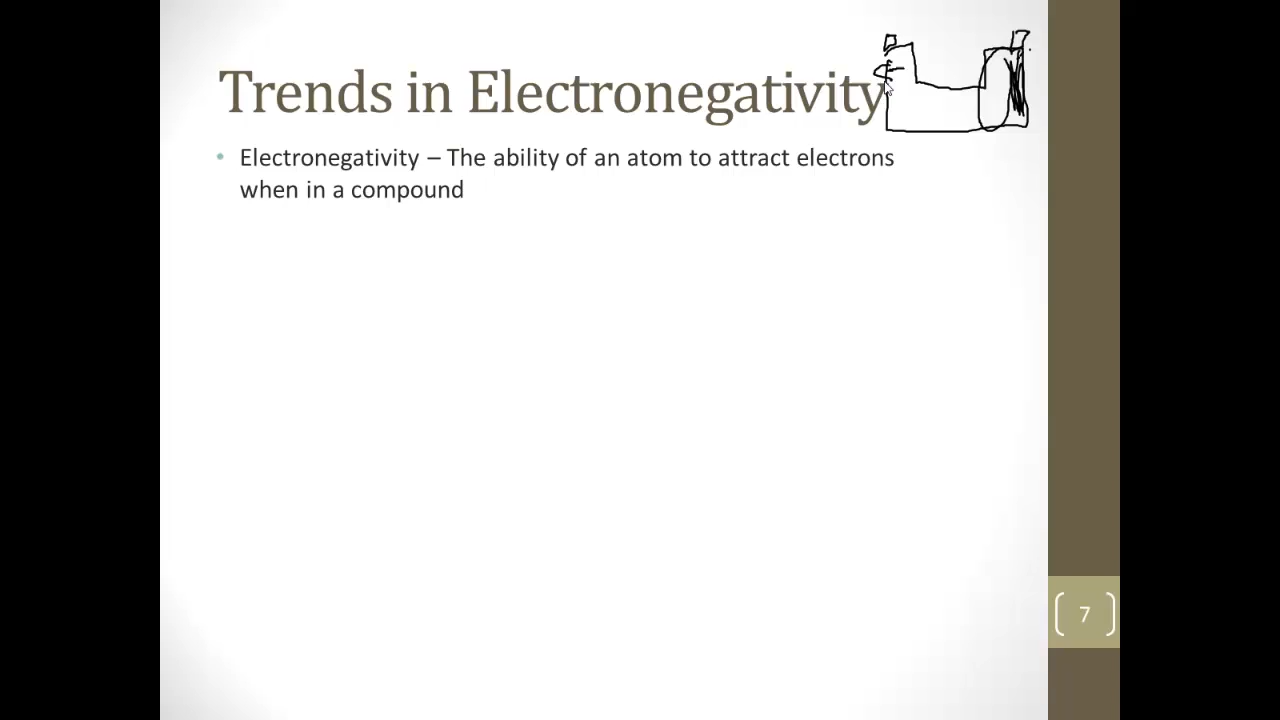 Trends in Electronegativity
• Electronegativity – The ability of an atom to attract electrons
when in a compound
7